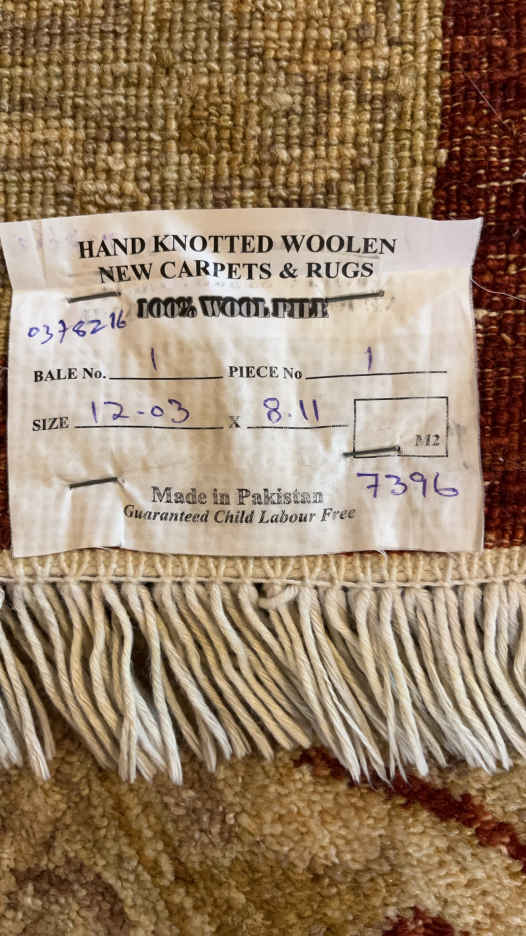 HAND KNOTTED WOOLEN
NEW CARPETS & RUGS
100% WOOL PILE
0378216
BALE No. 1 PIECE No 1
SIZE 12-03 X 8.11
M2
7396
Made in Pakistan
Guaranteed Child Labour Free